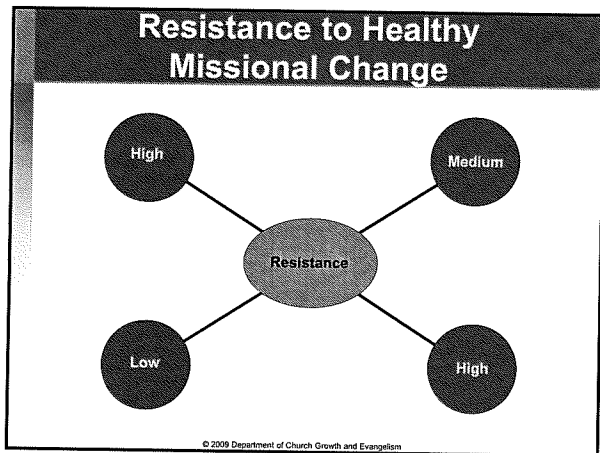 Resistance to Healthy
Missional Change
High
Medium
Resistance
Low
High
© 2009 Department of Church Growth and Evangelism